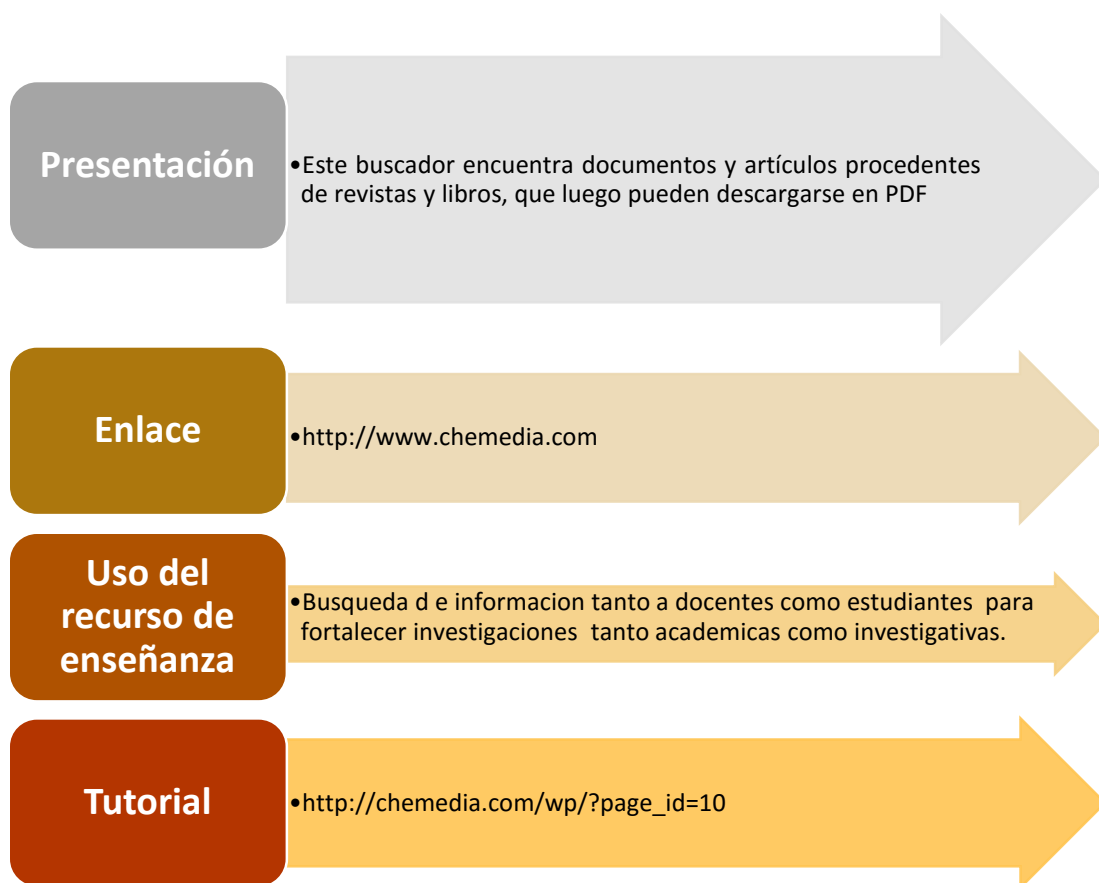 Presentación
•Este buscador encuentra documentos y artículos procedentes
de revistas y libros, que luego pueden descargarse en PDF
Enlace
•http://www.chemedia.com
Uso del
recurso de
enseñanza
•Busqueda d e informacion tanto a docentes como estudiantes  para
fortalecer investigaciones  tanto academicas como investigativas.
Tutorial
•http://chemedia.com/wp/?page_id=10